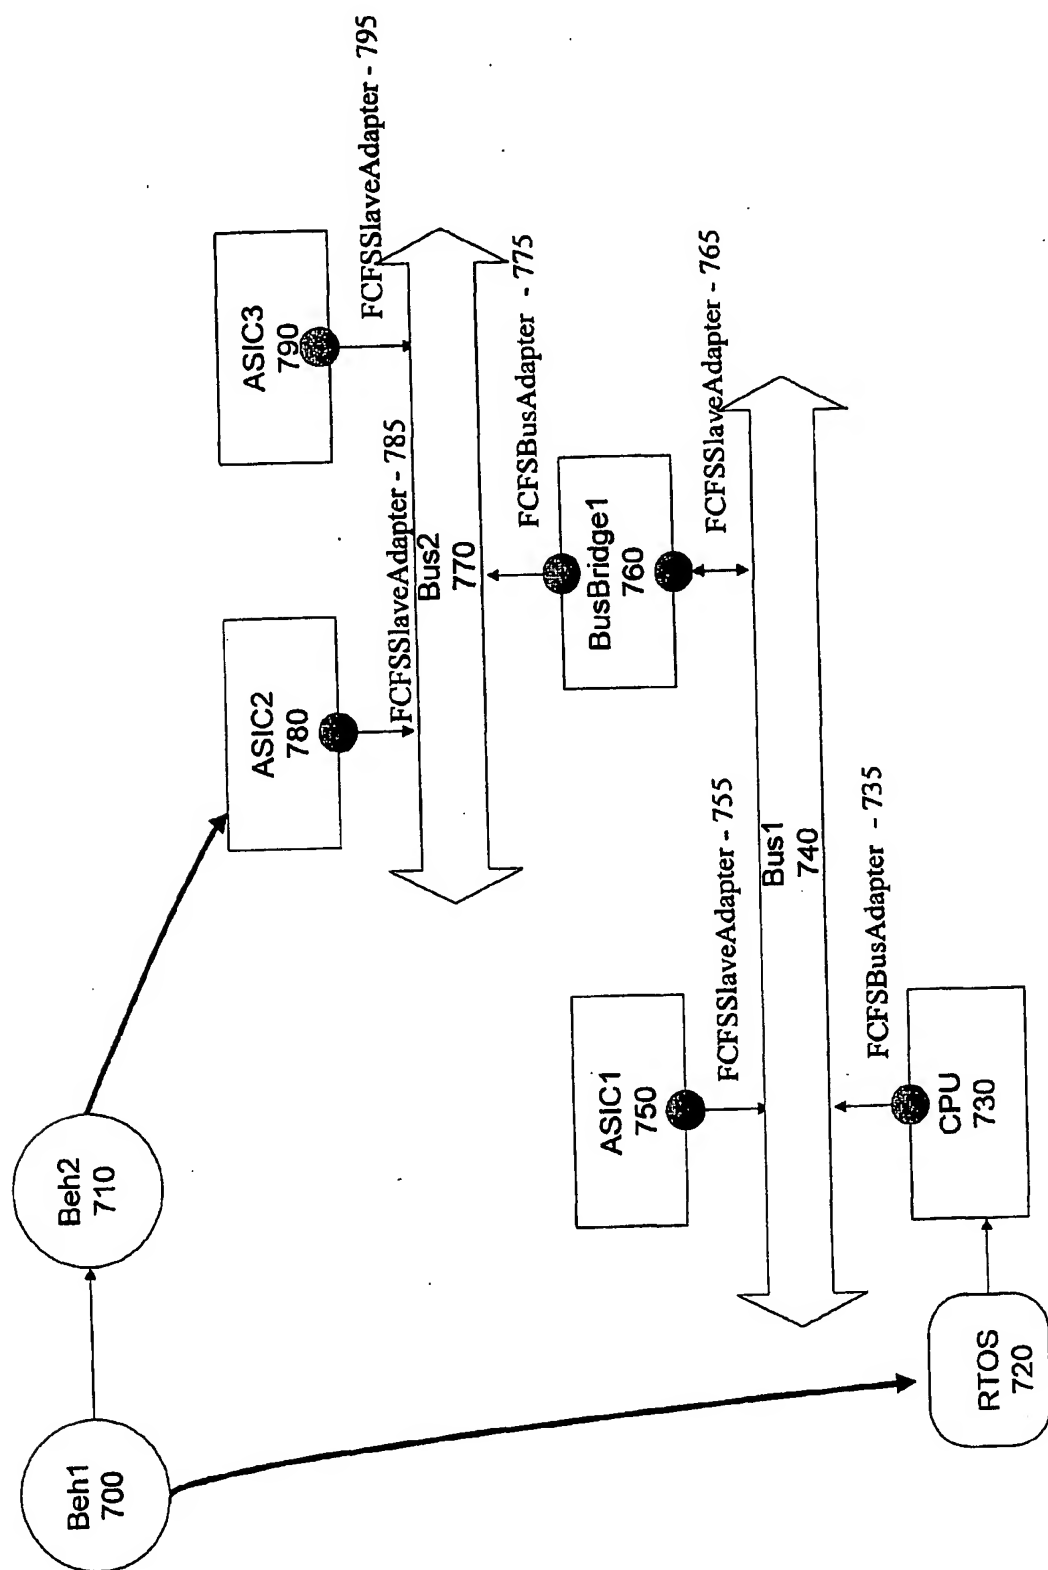 Beh1
700
Beh2
710
ASIC2
780
ASIC3
790
FCFSSlaveAdapter - 785
FCFSSlaveAdapter - 795
Bus2
770
FCFSBusAdapter - 775
BusBridge1
760
FCFSSlaveAdapter - 765
ASIC1
750
FCFSSlaveAdapter - 755
Bus1
740
FCFSBusAdapter - 735
RTOS
720
CPU
730